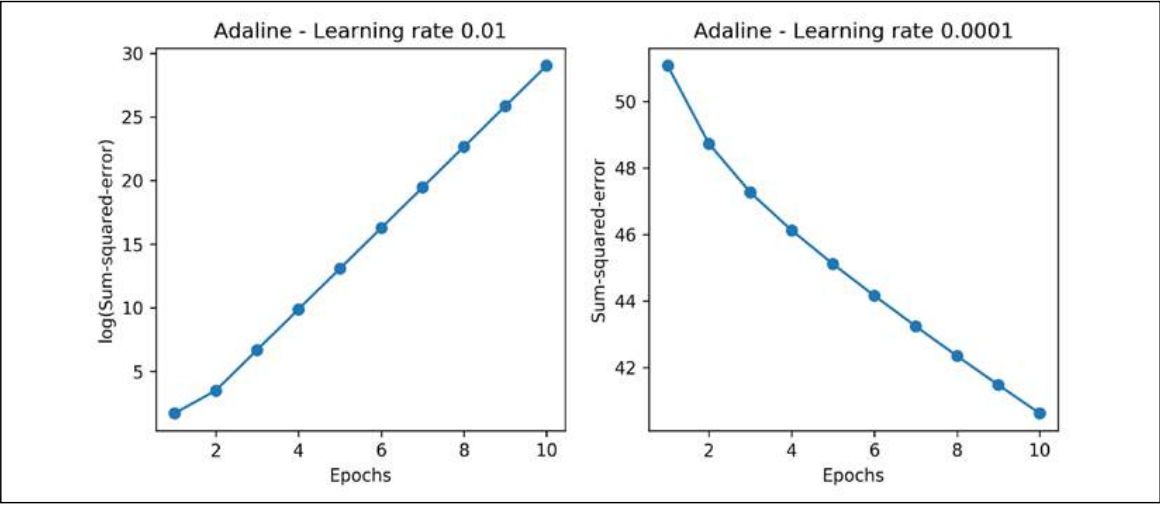 Adaline - Learning rate 0.01
log(Sum-squared-error)
30
25
20
15
10
5
2 4 6 8 10
Epochs
Adaline - Learning rate 0.0001
Sum-squared-error
50
48
46
44
42
2 4 6 8 10
Epochs